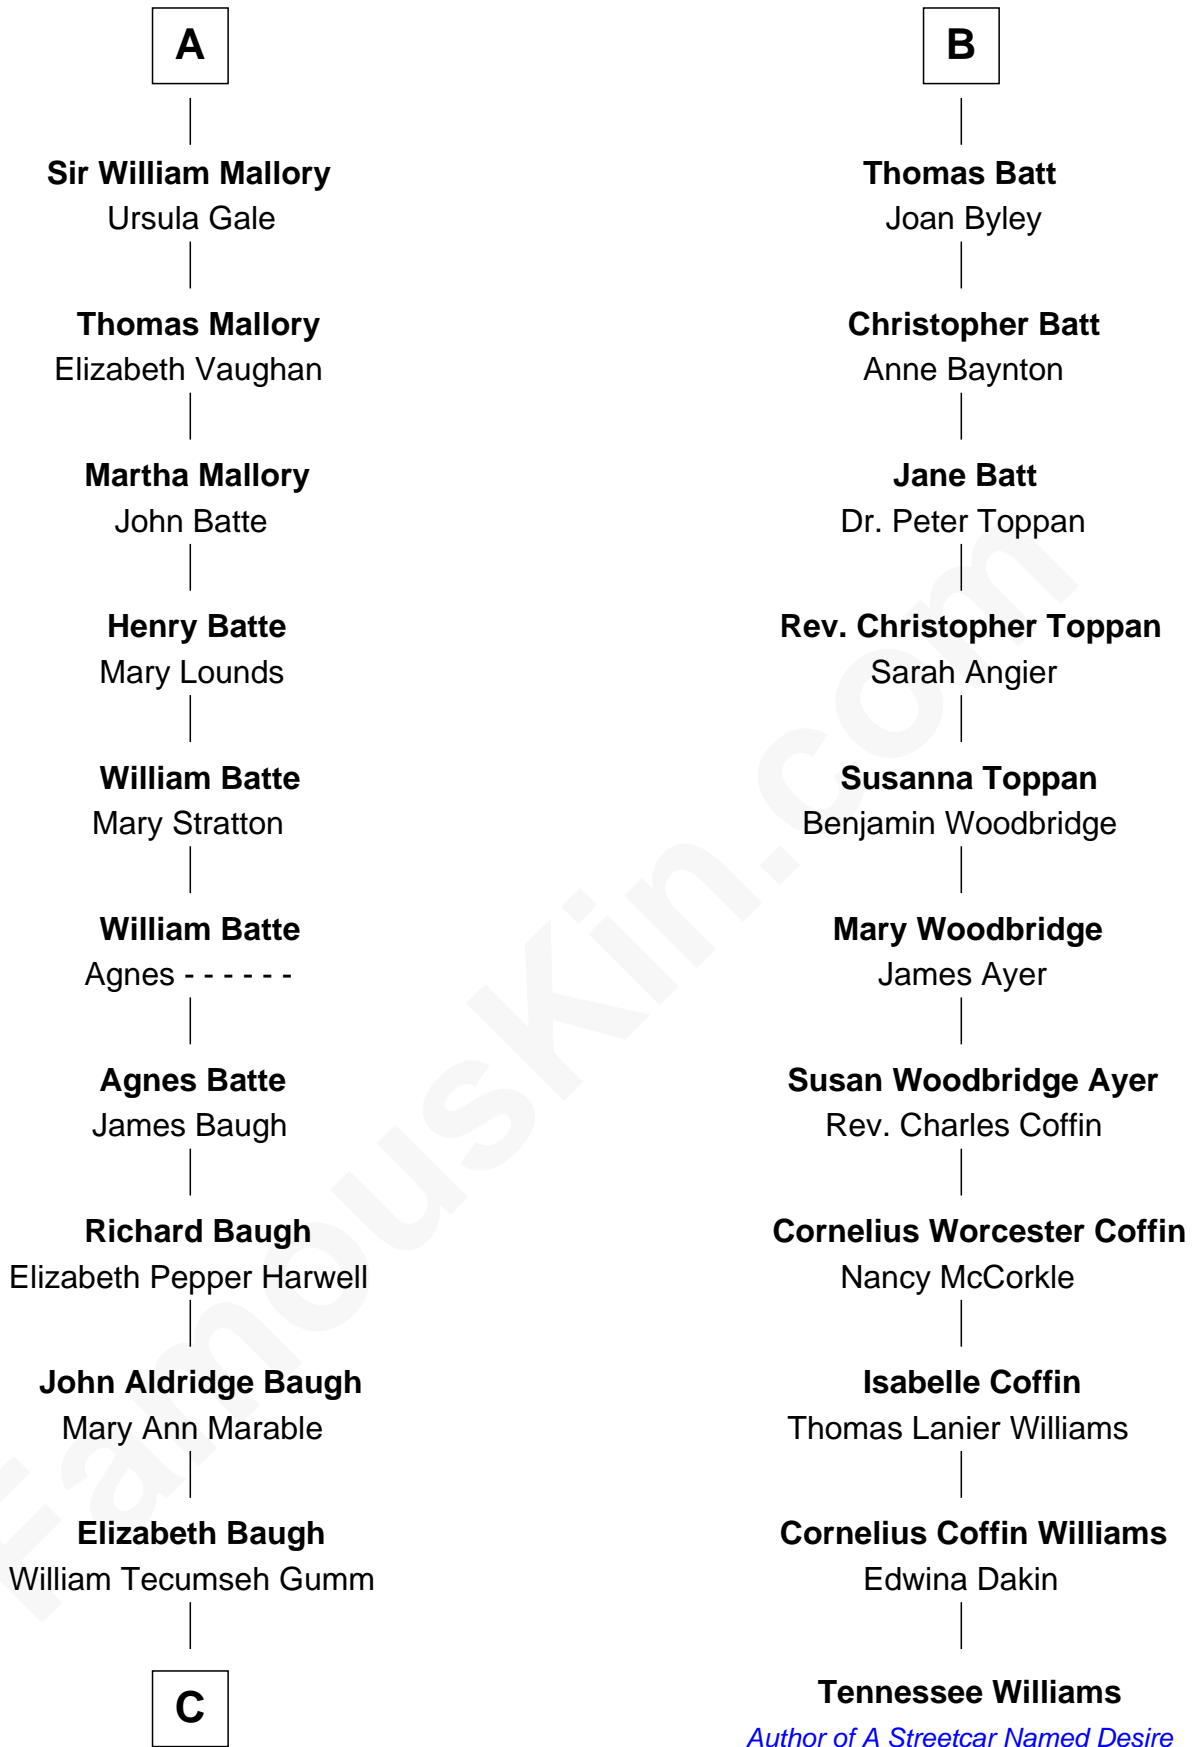 A
Sir William Mallory
Ursula Gale
Thomas Mallory
Elizabeth Vaughan
Martha Mallory
John Batte
Henry Batte
Mary Lounds
William Batte
Mary Stratton
William Batte
Agnes - - - - - -
Agnes Batte
James Baugh
Richard Baugh
Elizabeth Pepper Harwell
John Aldridge Baugh
Mary Ann Marable
Elizabeth Baugh
William Tecumseh Gumm
C
B
Thomas Batt
Joan Byley
Christopher Batt
Anne Baynton
Jane Batt
Dr. Peter Toppan
Rev. Christopher Toppan
Sarah Angier
Susanna Toppan
Benjamin Woodbridge
Mary Woodbridge
James Ayer
Susan Woodbridge Ayer
Rev. Charles Coffin
Cornelius Worcester Coffin
Nancy McCorkle
Isabelle Coffin
Thomas Lanier Williams
Cornelius Coffin Williams
Edwina Dakin
Tennessee Williams
Author of A Streetcar Named Desire
FamousKin.com